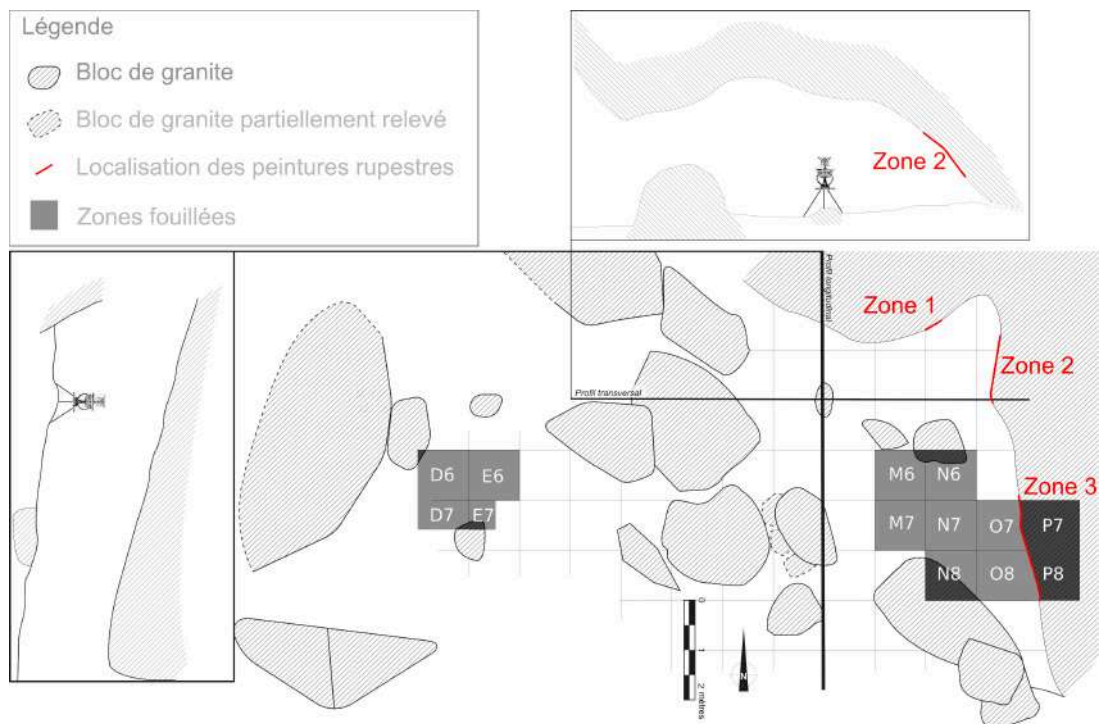 Légende
Bloc de granite
Bloc de granite partiellement relevé
Localisation des peintures rupestres
Zones fouillées
Zone 2
Profil longitudinal
Zone 1
Zone 2
Profil transversal
D6 E6
M6 N6
Zone 3
D7 E7
M7 N7 O7 P7
N8 O8 P8
0
1
2 mètres
N